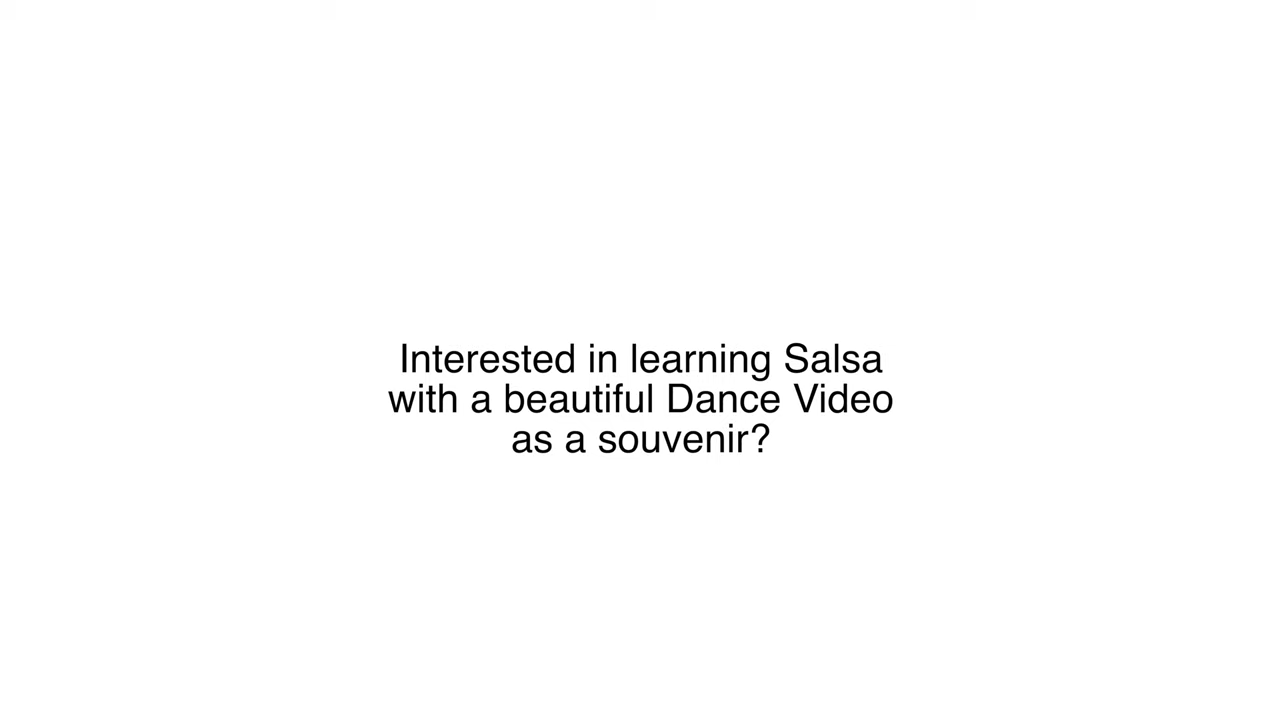 Interested in learning Salsa
with a beautiful Dance Video
as a souvenir?